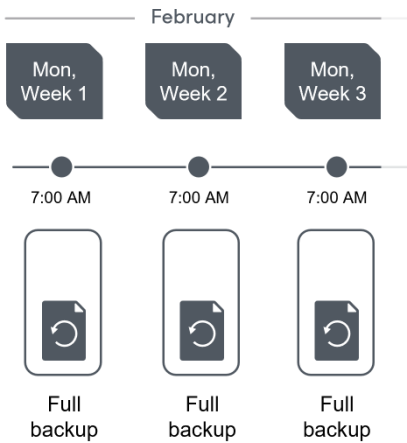 February
Mon,
Week 1
Mon,
Week 2
Mon,
Week 3
7:00 AM
7:00 AM
7:00 AM
Full
backup
Full
backup
Full
backup